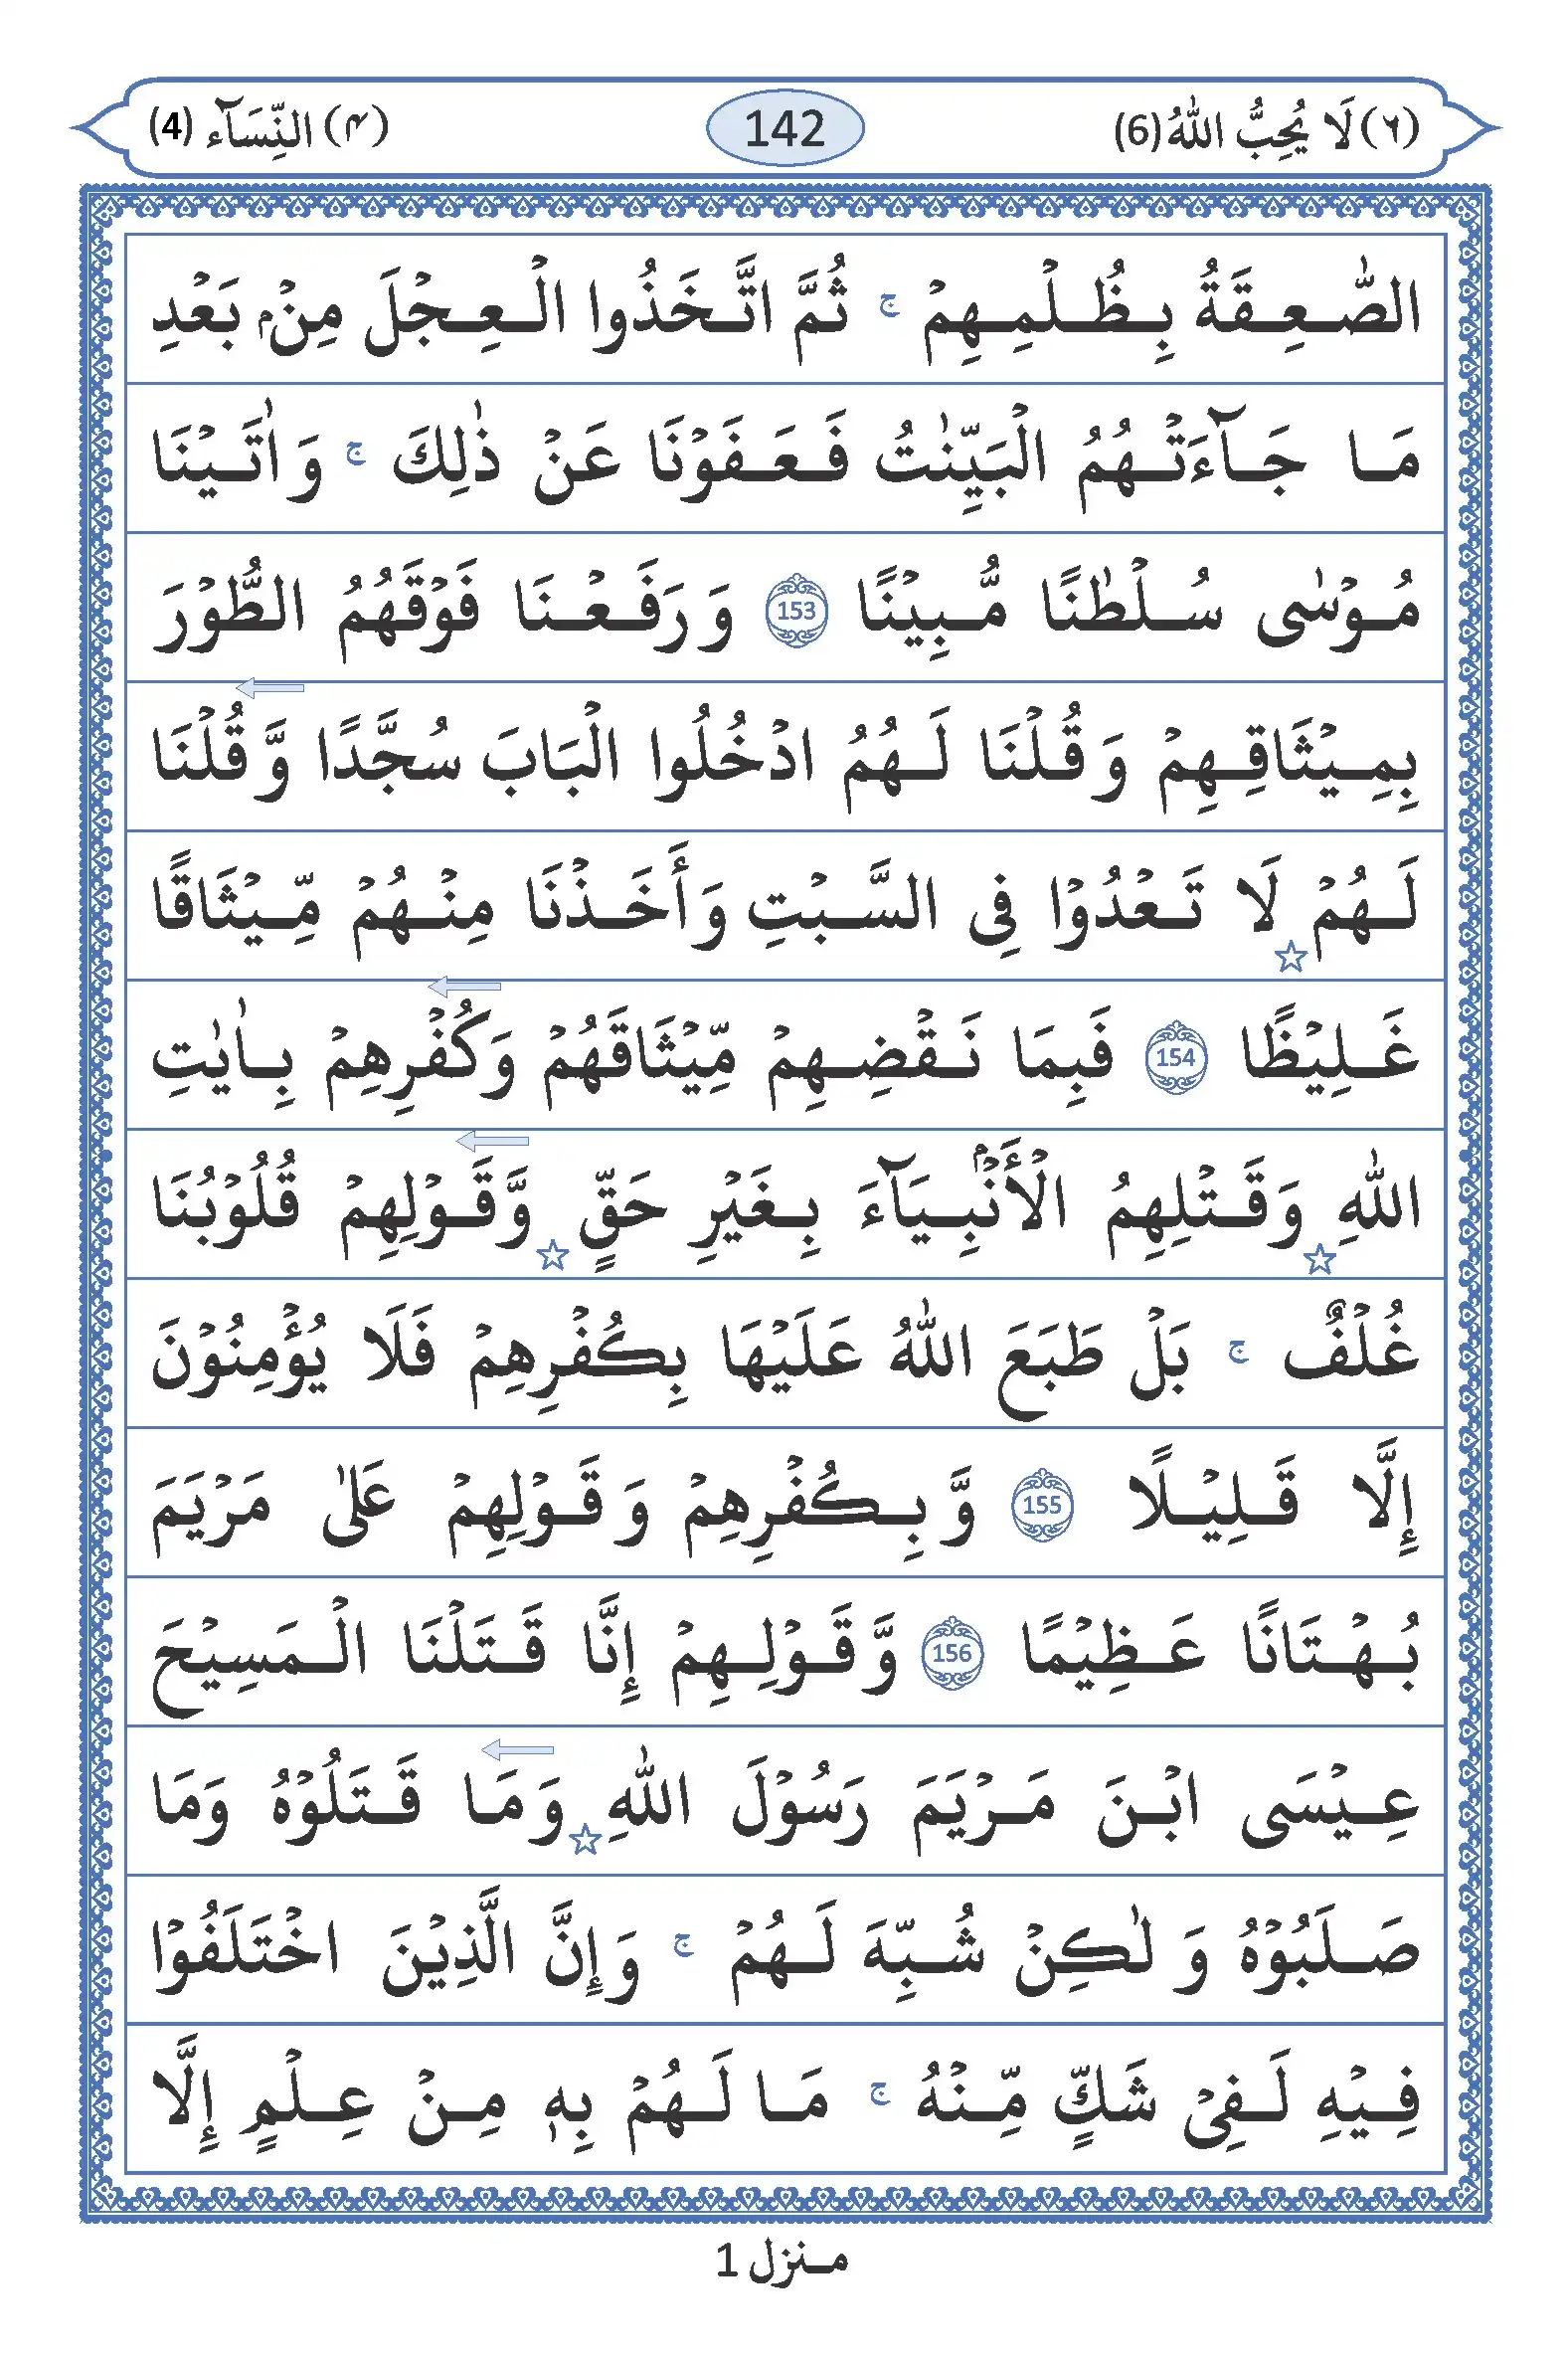 (٦) لَا يُحِبُّ اللّٰهُ (6) 142 (۴) النِّسَآء (4)
الصّٰعِقَةُ بِظُلْمِهِمْ ۚ ثُمَّ اتَّخَذُوا الْعِجْلَ مِنْۢ بَعْدِ
مَا جَآءَتْهُمُ الْبَيِّنٰتُ فَعَفَوْنَا عَنْ ذٰلِكَ ۚ وَ اٰتَيْنَا
مُوْسٰى سُلْطٰنًا مُّبِيْنًا 153 وَ رَفَعْنَا فَوْقَهُمُ الطُّوْرَ
بِمِيْثَاقِهِمْ وَ قُلْنَا لَهُمُ ادْخُلُوا الْبَابَ سُجَّدًا وَّ قُلْنَا
لَهُمْ ☆ لَا تَعْدُوْا فِى السَّبْتِ وَ أَخَذْنَا مِنْهُمْ مِّيْثَاقًا
غَلِيْظًا 154 فَبِمَا نَقْضِهِمْ مِّيْثَاقَهُمْ وَ كُفْرِهِمْ بِاٰيٰتِ
اللّٰهِ ☆ وَ قَتْلِهِمُ الْأَنْۢبِيَآءَ بِغَيْرِ حَقٍّ ☆ وَّ قَوْلِهِمْ قُلُوْبُنَا
غُلْفٌ ۚ بَلْ طَبَعَ اللّٰهُ عَلَيْهَا بِكُفْرِهِمْ فَلَا يُؤْمِنُوْنَ
إِلَّا قَلِيْلًا 155 وَّ بِكُفْرِهِمْ وَ قَوْلِهِمْ عَلٰى مَرْيَمَ
بُهْتَانًا عَظِيْمًا 156 وَّ قَوْلِهِمْ إِنَّا قَتَلْنَا الْمَسِيْحَ
عِيْسَى ابْنَ مَرْيَمَ رَسُوْلَ اللّٰهِ ☆ وَ مَا قَتَلُوْهُ وَمَا
صَلَبُوْهُ وَ لٰكِنْ شُبِّهَ لَهُمْ ۚ وَ إِنَّ الَّذِيْنَ اخْتَلَفُوْا
فِيْهِ لَفِىْ شَكٍّ مِّنْهُ ۚ مَا لَهُمْ بِهٖ مِنْ عِلْمٍ إِلَّا
منزل 1